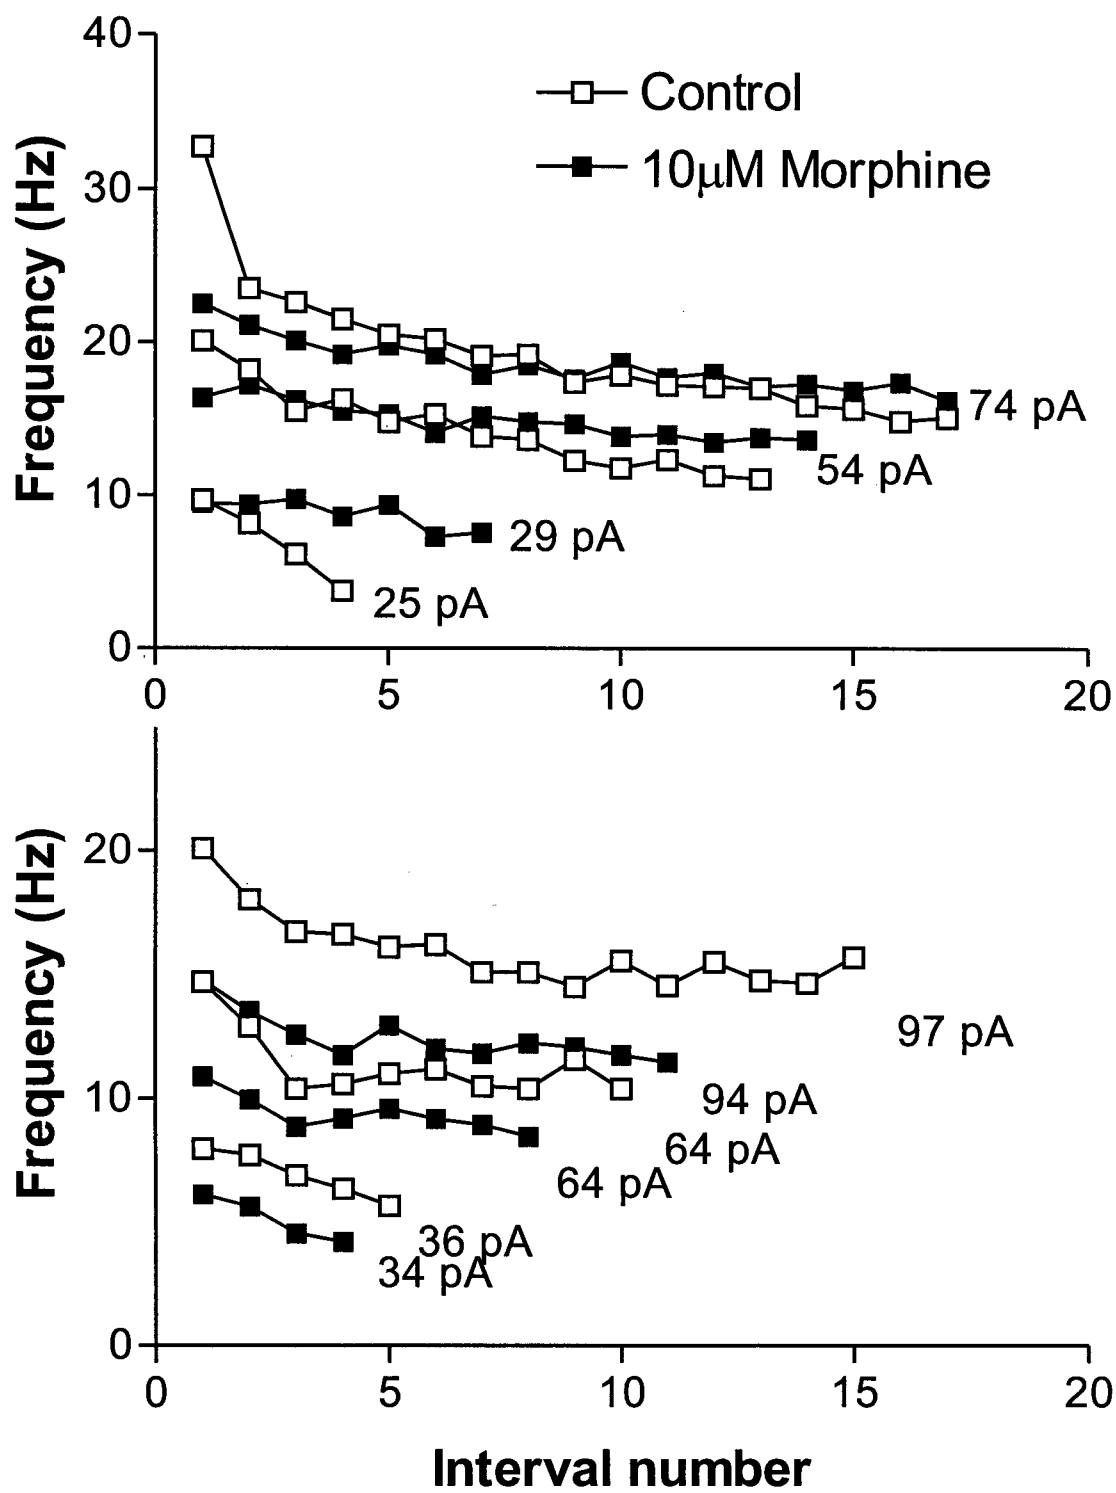 40
Control
10μM Morphine
30
Frequency (Hz)
20
74 pA
54 pA
10
29 pA
25 pA
0
0 5 10 15 20
20
Frequency (Hz)
97 pA
10
94 pA
64 pA
64 pA
36 pA
34 pA
0
0 5 10 15 20
Interval number